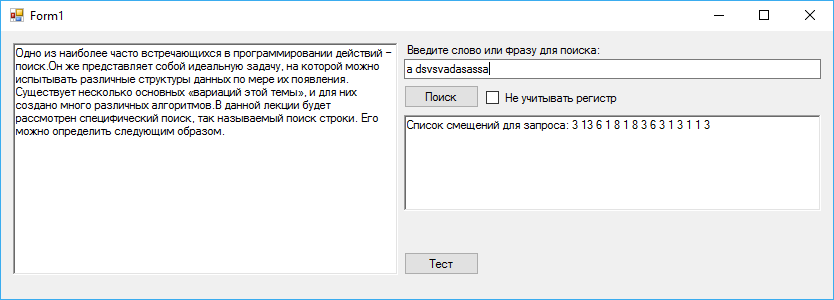 Form1
Одно из наиболее часто встречающихся в программировании действий –
поиск.Он же представляет собой идеальную задачу, на которой можно
испытывать различные структуры данных по мере их появления.
Существует несколько основных «вариаций этой темы», и для них
создано много различных алгоритмов.В данной лекции будет
рассмотрен специфический поиск, так называемый поиск строки. Его
можно определить следующим образом.
Введите слово или фразу для поиска:
a dsvsvadasassa
Поиск
Не учитывать регистр
Список смещений для запроса: 3 13 6 1 8 1 8 3 6 3 1 3 1 1 3
Тест